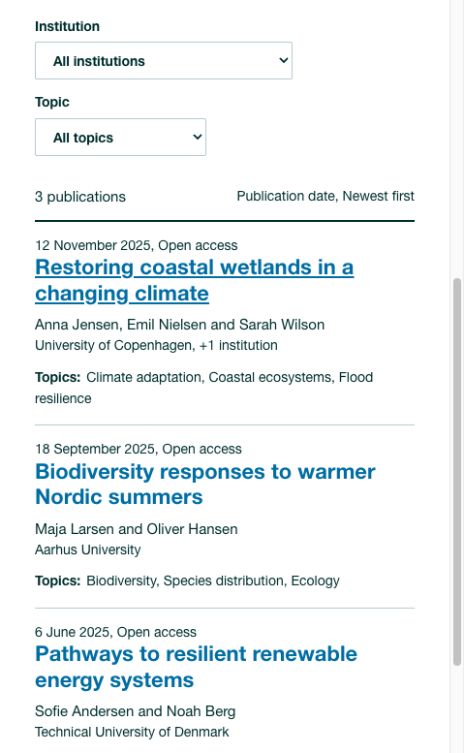 Institution
All institutions
Topic
All topics
3 publications
Publication date, Newest first
12 November 2025, Open access
Restoring coastal wetlands in a
changing climate
Anna Jensen, Emil Nielsen and Sarah Wilson
University of Copenhagen, +1 institution
Topics: Climate adaptation, Coastal ecosystems, Flood
resilience
18 September 2025, Open access
Biodiversity responses to warmer
Nordic summers
Maja Larsen and Oliver Hansen
Aarhus University
Topics: Biodiversity, Species distribution, Ecology
6 June 2025, Open access
Pathways to resilient renewable
energy systems
Sofie Andersen and Noah Berg
Technical University of Denmark